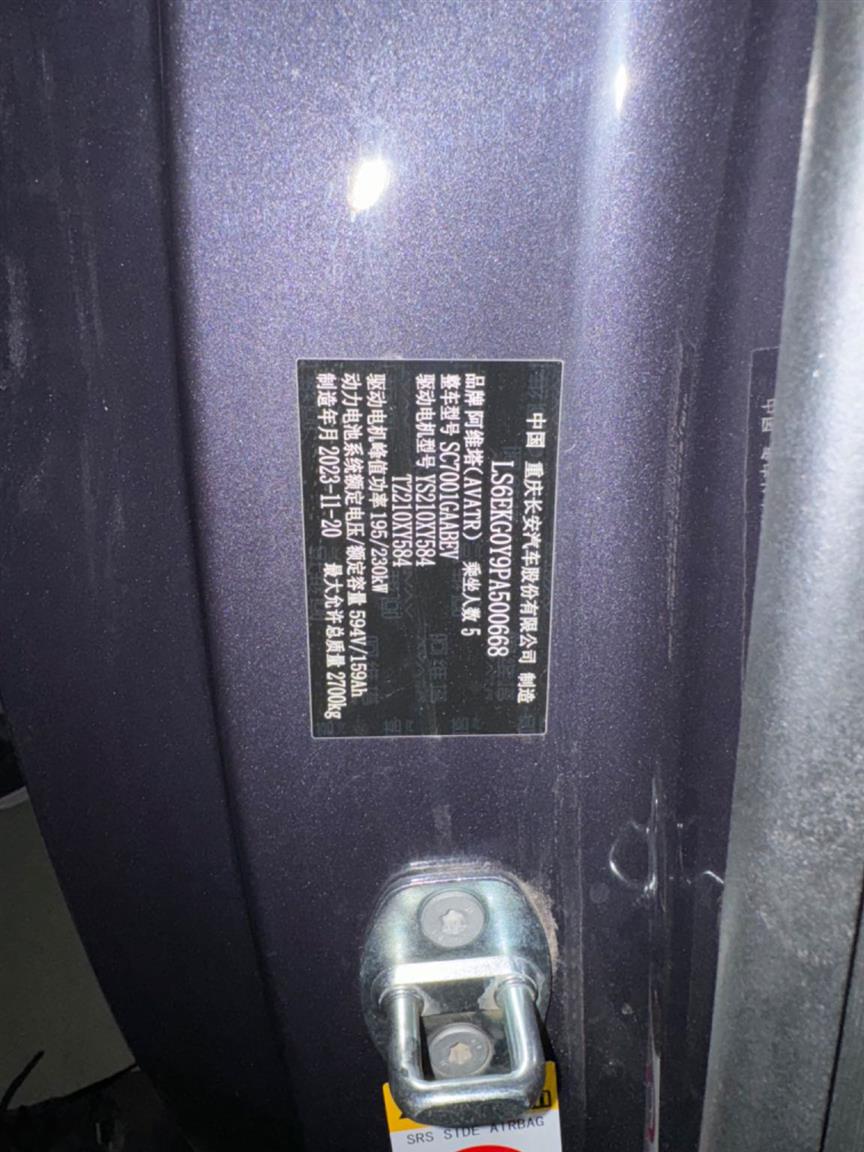 中国 重庆长安汽车股份有限公司 制造
LS6EKG0Y9PA500668
品牌 阿维塔(AVATR) 乘坐人数 5
整车型号 SC7001GAABEV
驱动电机型号 YS210XY584
TZ210XY584
驱动电机峰值功率 195/230kW
动力电池系统额定电压/额定容量 594V/159Ah
制造年月 2023-11-20 最大允许总质量 2700kg
SRS SIDE AIRBAG